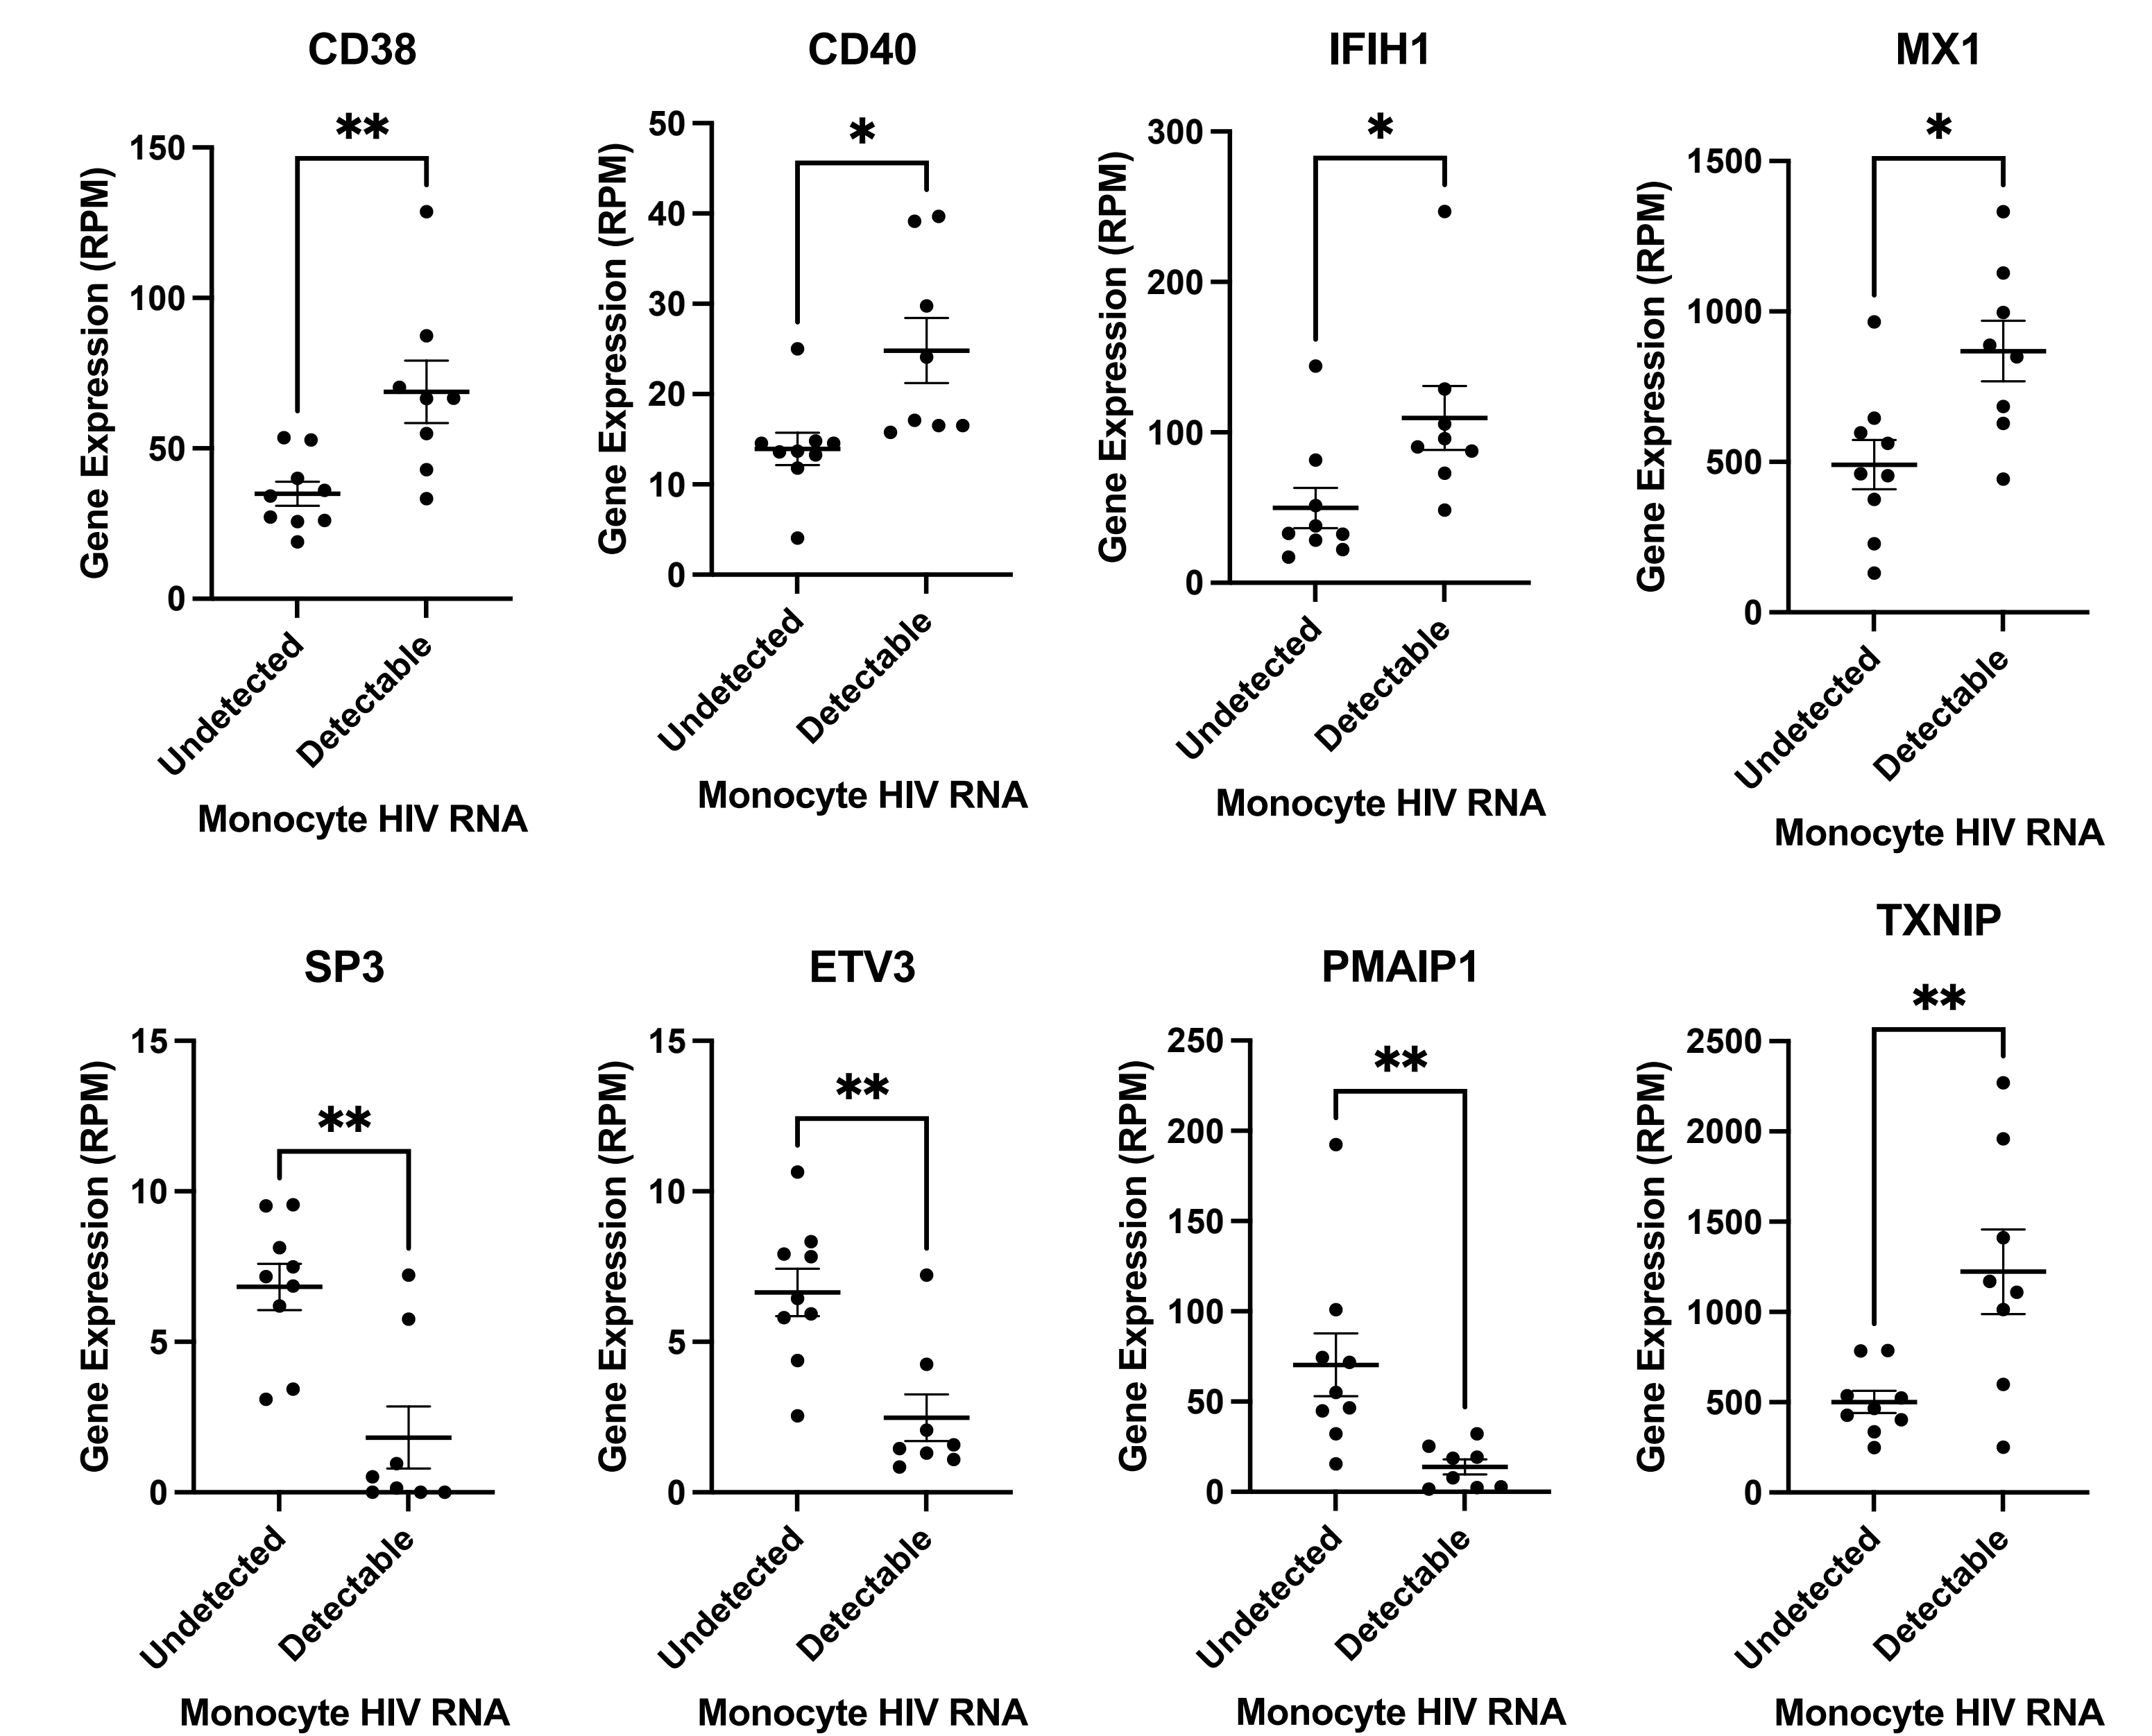 CD38
**
150
100
50
0
Gene Expression (RPM)
Undetected
Detectable
Monocyte HIV RNA
CD40
*
50
40
30
20
10
0
Gene Expression (RPM)
Undetected
Detectable
Monocyte HIV RNA
IFIH1
*
300
200
100
0
Gene Expression (RPM)
Undetected
Detectable
Monocyte HIV RNA
MX1
*
1500
1000
500
0
Gene Expression (RPM)
Undetected
Detectable
Monocyte HIV RNA
SP3
**
15
10
5
0
Gene Expression (RPM)
Undetected
Detectable
Monocyte HIV RNA
ETV3
**
15
10
5
0
Gene Expression (RPM)
Undetected
Detectable
Monocyte HIV RNA
PMAIP1
**
250
200
150
100
50
0
Gene Expression (RPM)
Undetected
Detectable
Monocyte HIV RNA
TXNIP
**
2500
2000
1500
1000
500
0
Gene Expression (RPM)
Undetected
Detectable
Monocyte HIV RNA